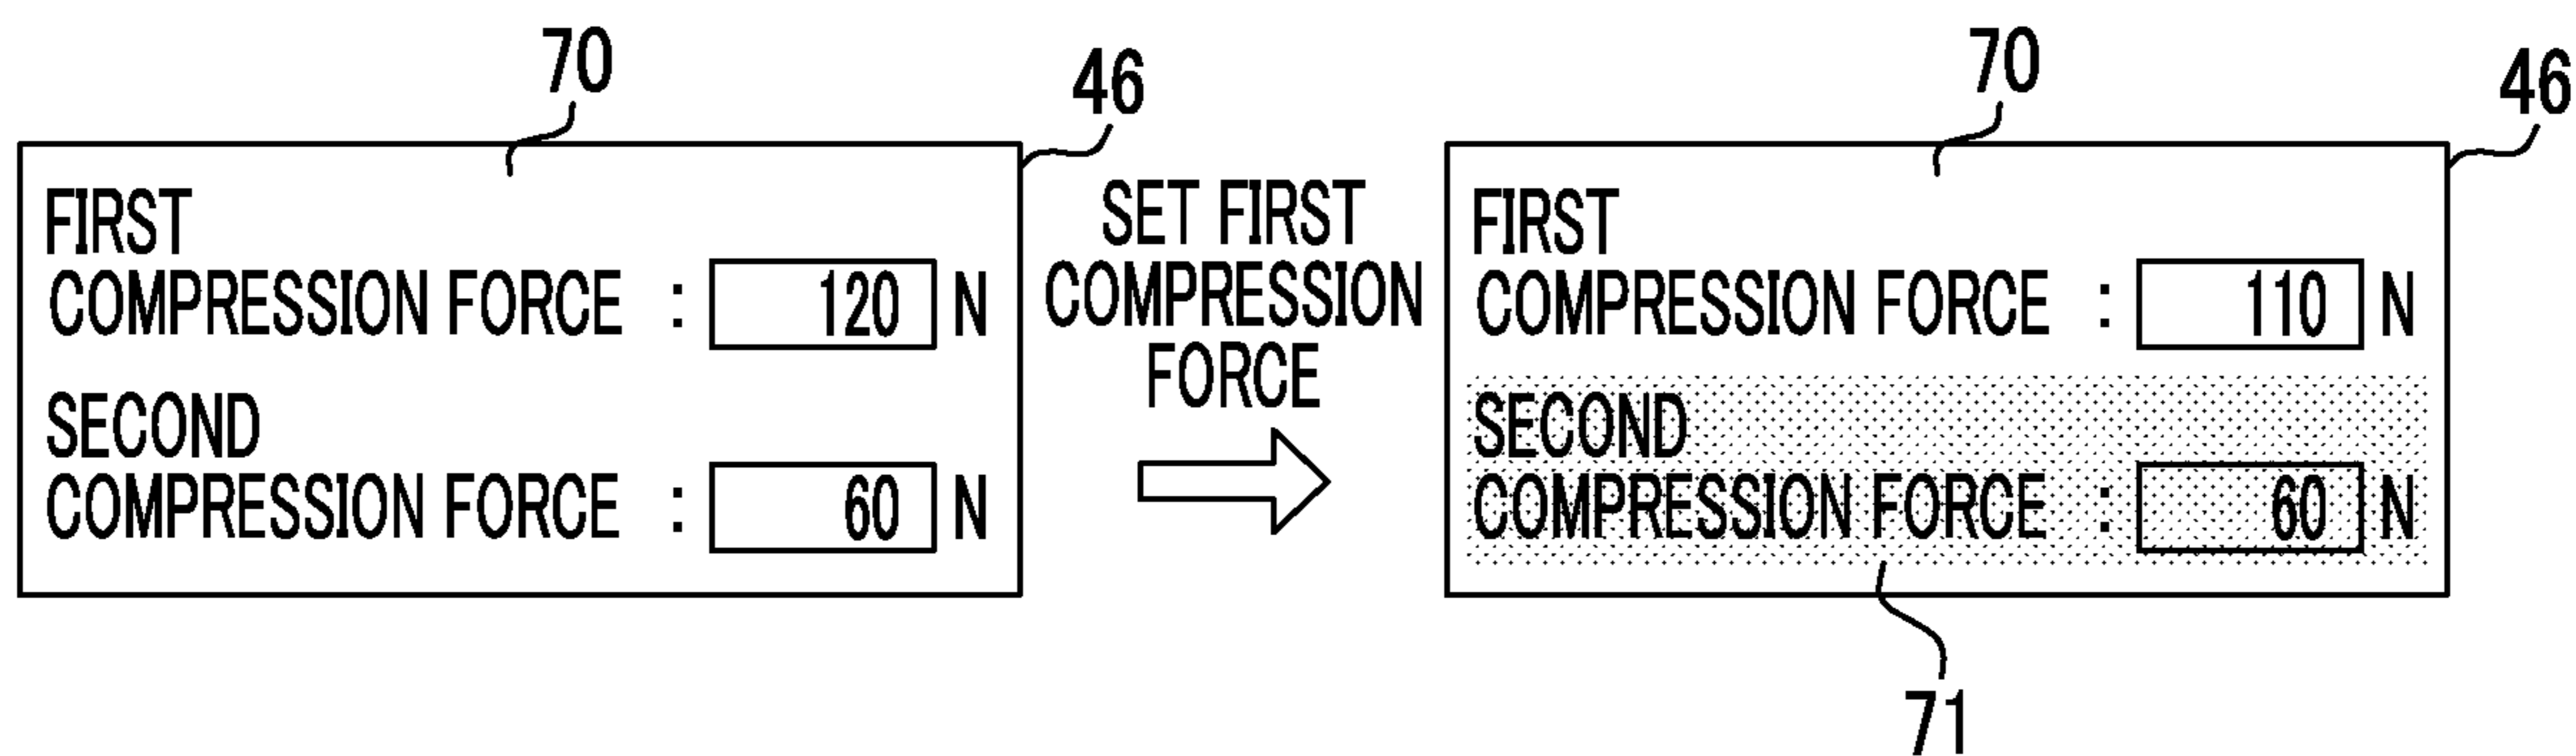 70
46
FIRST
COMPRESSION FORCE : 120 N
SECOND
COMPRESSION FORCE : 60 N
SET FIRST
COMPRESSION
FORCE
70
46
FIRST
COMPRESSION FORCE : 110 N
SECOND
COMPRESSION FORCE : 60 N
71